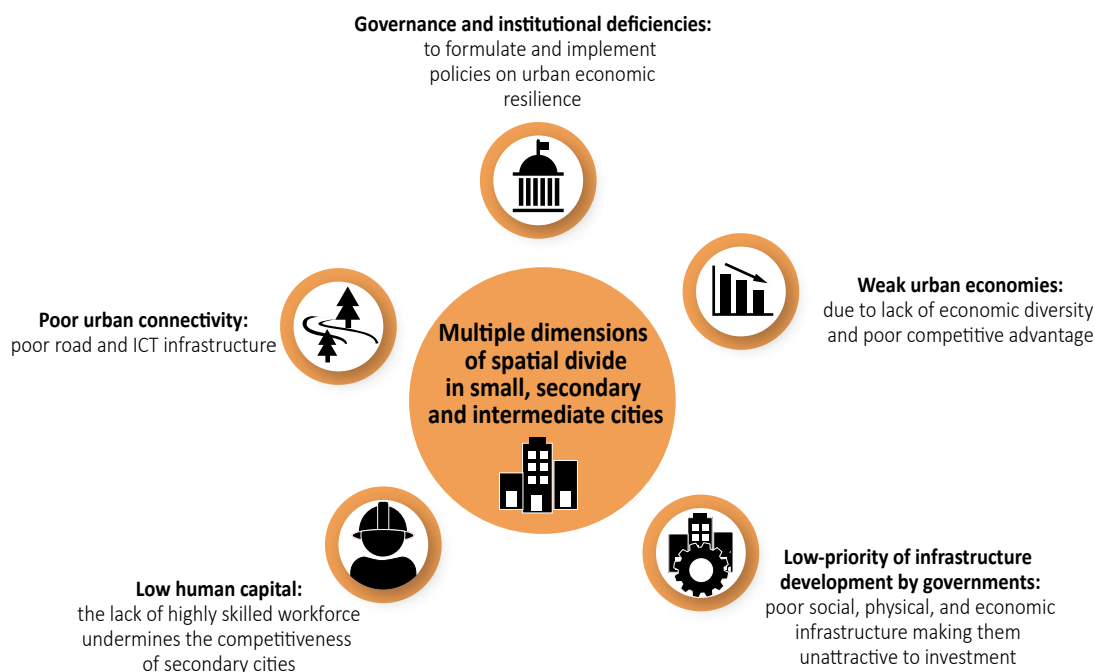 Governance and institutional deficiencies:
to formulate and implement
policies on urban economic
resilience
Weak urban economies:
due to lack of economic diversity
and poor competitive advantage
Poor urban connectivity:
poor road and ICT infrastructure
Multiple dimensions
of spatial divide
in small, secondary
and intermediate cities
Low human capital:
the lack of highly skilled workforce
undermines the competitiveness
of secondary cities
Low-priority of infrastructure
development by governments:
poor social, physical, and economic
infrastructure making them
unattractive to investment